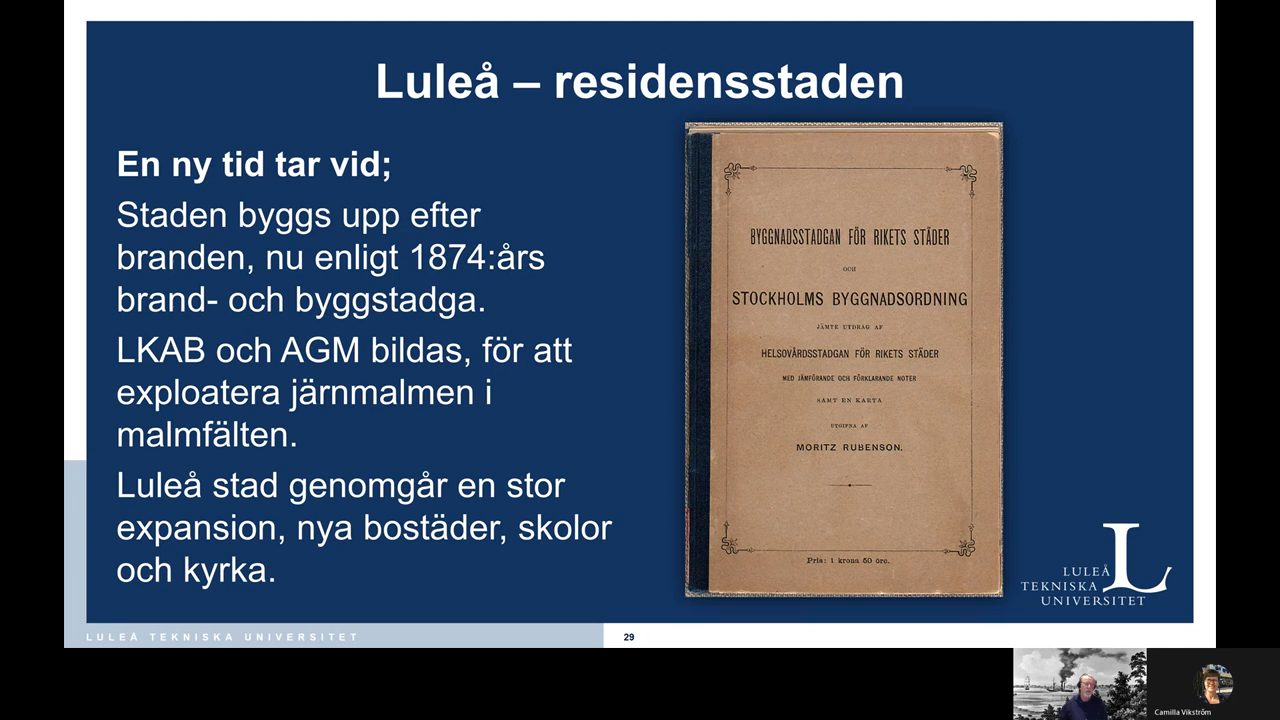 Luleå – residensstaden
En ny tid tar vid;
Staden byggs upp efter
branden, nu enligt 1874:års
brand- och byggstadga.
LKAB och AGM bildas, för att
exploatera järnmalmen i
malmfälten.
Luleå stad genomgår en stor
expansion, nya bostäder, skolor
och kyrka.
BYGGNADSSTADGAN FÖR RIKETS STÄDER
OCH
STOCKHOLMS BYGGNADSORDNING
JÄMTE UTDRAG AF
HELSOVÅRDSSTADGAN FÖR RIKETS STÄDER
MED JÄMFÖRANDE OCH FÖRKLARANDE NOTER
SAMT EN KARTA
UTGIFNA AF
MORITZ RUBENSON.
Pris: 1 krona 50 öre.
LULEÅ
TEKNISKA
UNIVERSITET
LULEÅ TEKNISKA UNIVERSITET
29
Camilla Vikström